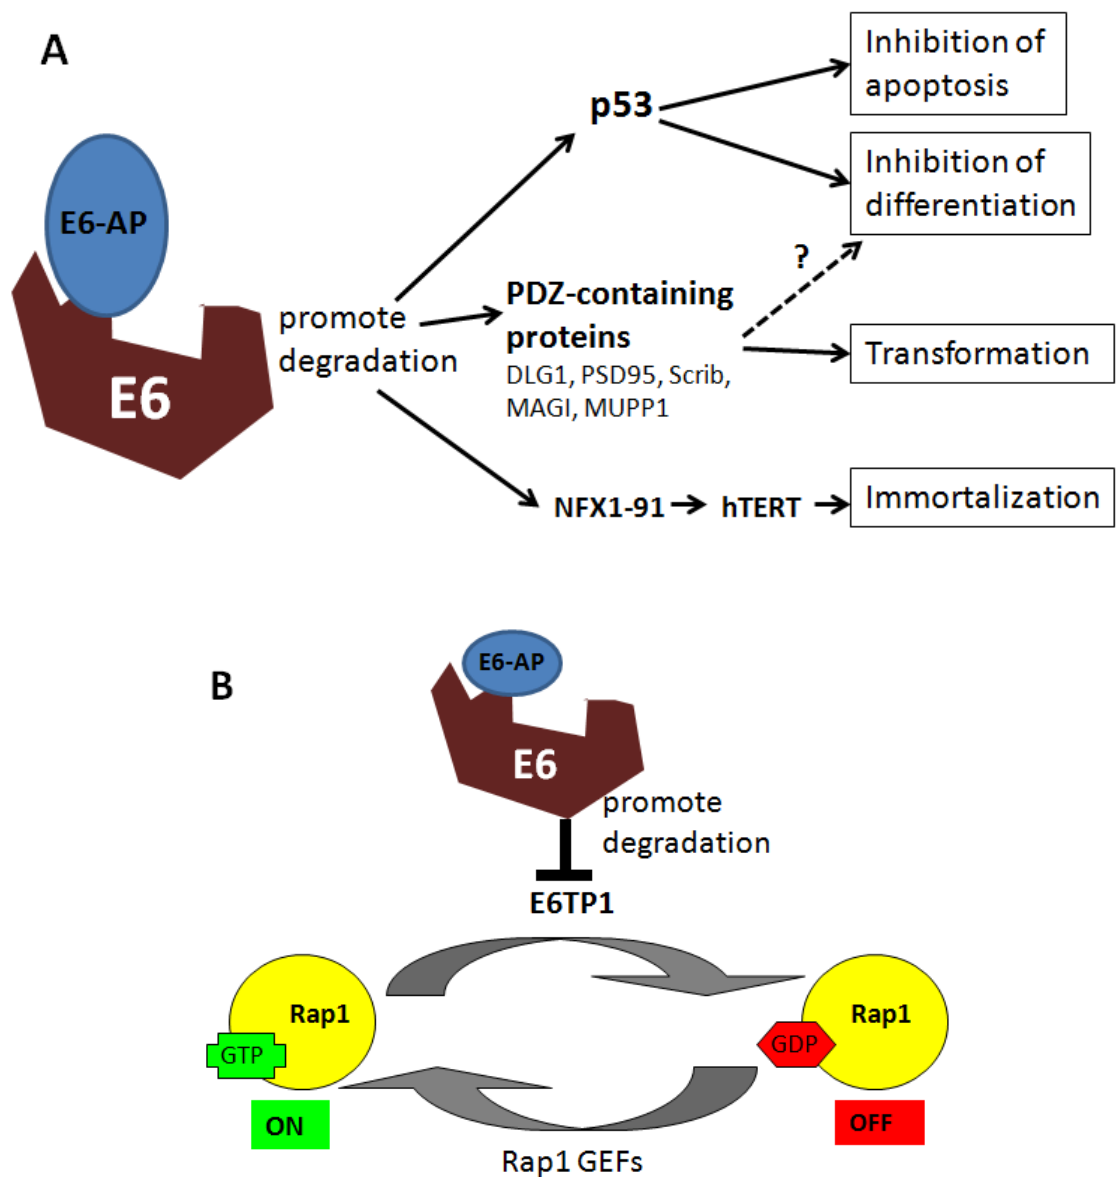 A
E6-AP
E6
promote
degradation
p53
Inhibition of
apoptosis
Inhibition of
differentiation
?
PDZ-containing
proteins
DLG1, PSD95, Scrib,
MAGI, MUPP1
Transformation
NFX1-91
hTERT
Immortalization
B
E6-AP
E6
promote
degradation
E6TP1
Rap1
GTP
ON
Rap1
GDP
OFF
Rap1 GEFs